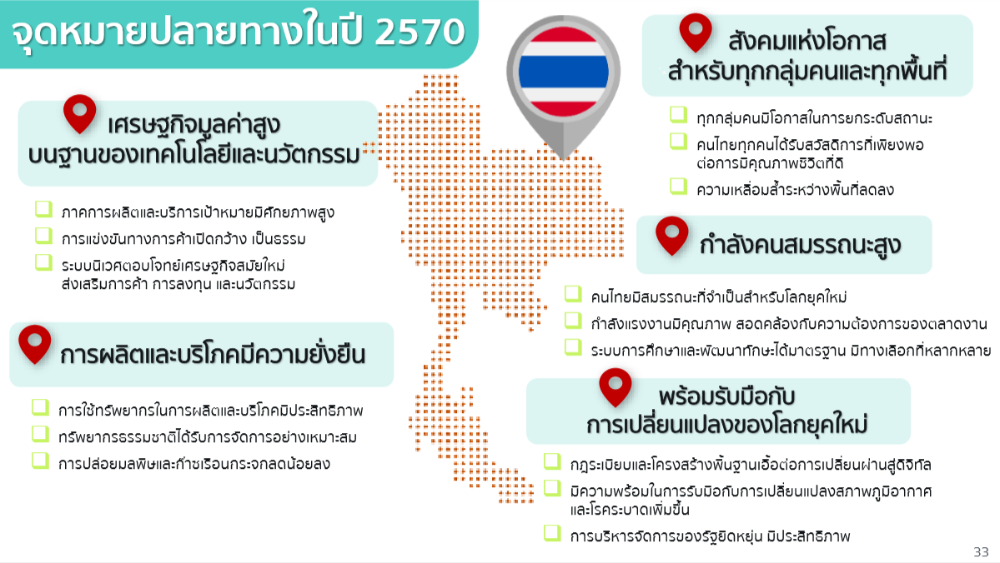 จุดหมายปลายทางในปี 2570
เศรษฐกิจมูลค่าสูง
บนฐานของเทคโนโลยีและนวัตกรรม
ภาคการผลิตและบริการเป้าหมายมีศักยภาพสูง
การแข่งขันทางการค้าเปิดกว้าง เป็นธรรม
ระบบนิเวศตอบโจทย์เศรษฐกิจสมัยใหม่
ส่งเสริมการค้า การลงทุน และนวัตกรรม
การผลิตและบริโภคมีความยั่งยืน
การใช้ทรัพยากรในการผลิตและบริโภคมีประสิทธิภาพ
ทรัพยากรธรรมชาติได้รับการจัดการอย่างเหมาะสม
การปล่อยมลพิษและก๊าซเรือนกระจกลดน้อยลง
สังคมแห่งโอกาส
สำหรับทุกกลุ่มคนและทุกพื้นที่
ทุกกลุ่มคนมีโอกาสในการยกระดับสถานะ
คนไทยทุกคนได้รับสวัสดิการที่เพียงพอ
ต่อการมีคุณภาพชีวิตที่ดี
ความเหลื่อมล้ำระหว่างพื้นที่ลดลง
กำลังคนสมรรถนะสูง
คนไทยมีสมรรถนะที่จำเป็นสำหรับโลกยุคใหม่
กำลังแรงงานมีคุณภาพ สอดคล้องกับความต้องการของตลาดงาน
ระบบการศึกษาและพัฒนาทักษะได้มาตรฐาน มีทางเลือกที่หลากหลาย
พร้อมรับมือกับ
การเปลี่ยนแปลงของโลกยุคใหม่
กฎระเบียบและโครงสร้างพื้นฐานเอื้อต่อการเปลี่ยนผ่านสู่ดิจิทัล
มีความพร้อมในการรับมือกับการเปลี่ยนแปลงสภาพภูมิอากาศ
และโรคระบาดเพิ่มขึ้น
การบริหารจัดการของรัฐยืดหยุ่น มีประสิทธิภาพ
33